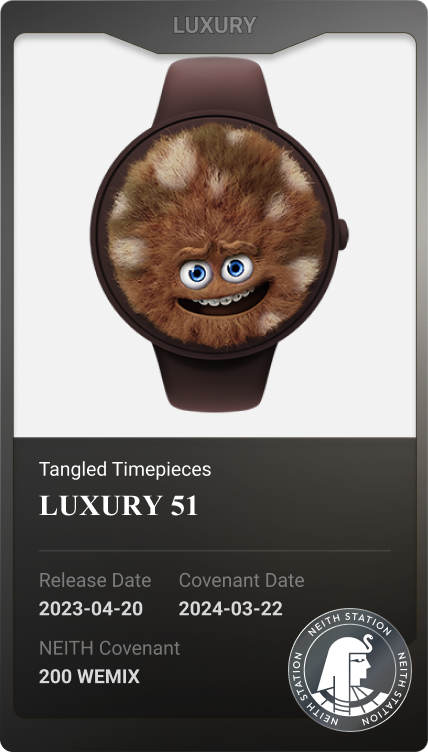 LUXURY
Tangled Timepieces
LUXURY 51
Release Date Covenant Date
2023-04-20 2024-03-22
NEITH Covenant
200 WEMIX
NEITH STATION
NEITH STATION
NEITH STATION